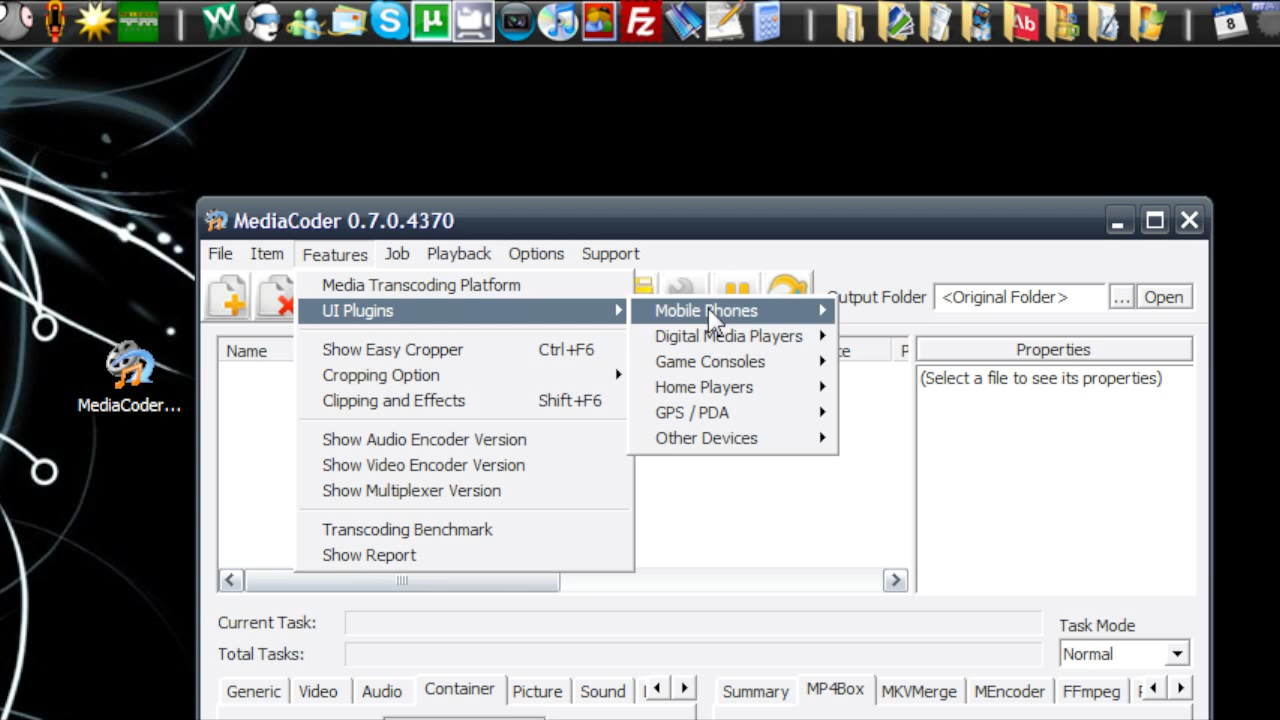 W S µ Fz Ab 8
MediaCoder 0.7.0.4370
File Item Features Job Playback Options Support
Output Folder <Original Folder> ... Open
Media Transcoding Platform
UI Plugins
Show Easy Cropper Ctrl+F6
Cropping Option
Clipping and Effects Shift+F6
Show Audio Encoder Version
Show Video Encoder Version
Show Multiplexer Version
Transcoding Benchmark
Show Report
Mobile Phones
Digital Media Players
Game Consoles
Home Players
GPS / PDA
Other Devices
Name
Properties
(Select a file to see its properties)
MediaCoder...
Current Task:
Total Tasks:
Task Mode
Normal
Generic Video Audio Container Picture Sound
Summary MP4Box MKVMerge MEncoder FFmpeg